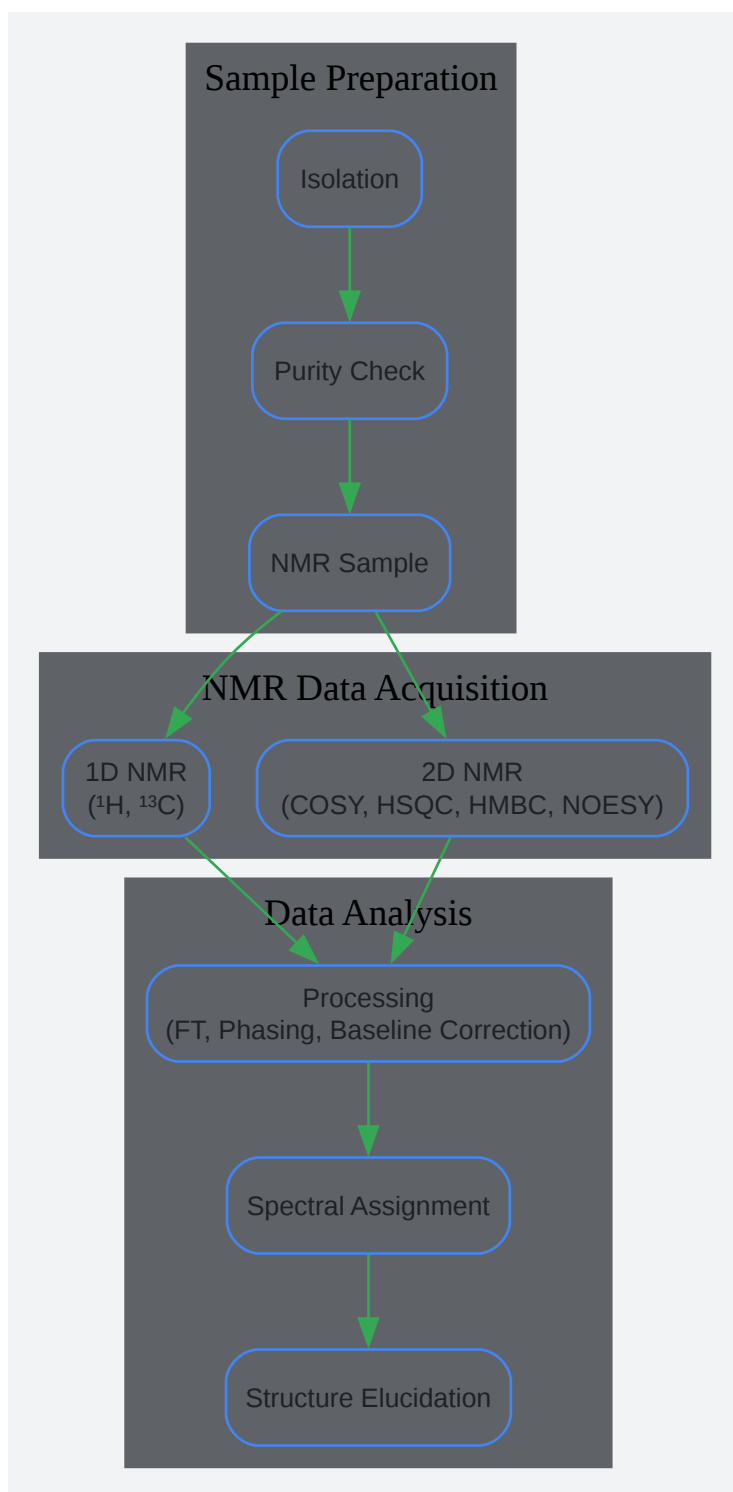 Sample Preparation
Isolation
Purity Check
NMR Sample
NMR Data Acquisition
1D NMR
(¹H, ¹³C)
2D NMR
(COSY, HSQC, HMBC, NOESY)
Data Analysis
Processing
(FT, Phasing, Baseline Correction)
Spectral Assignment
Structure Elucidation